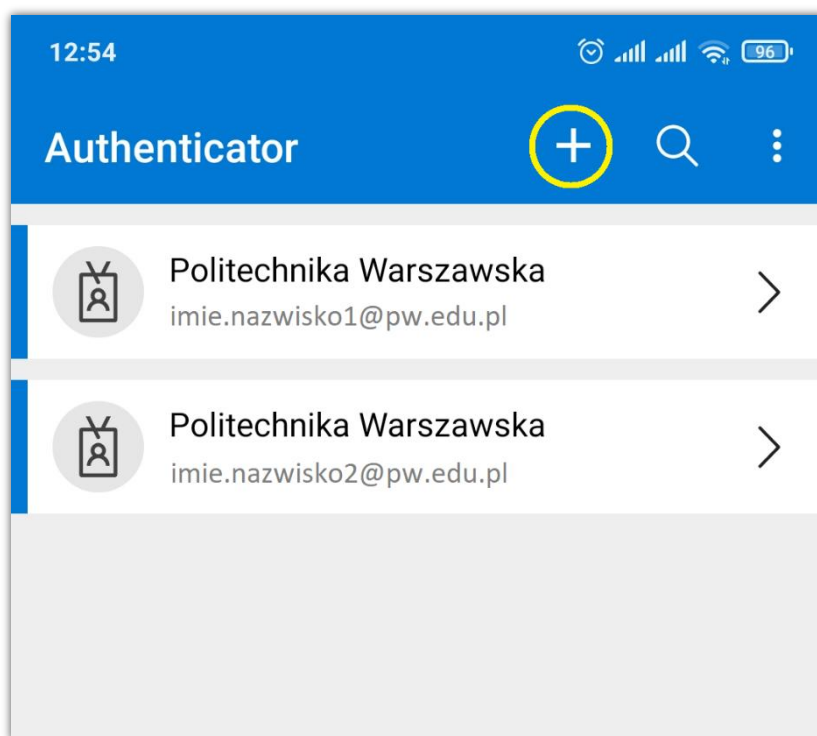 12:54
96
Authenticator
Politechnika Warszawska
imie.nazwisko1@pw.edu.pl
Politechnika Warszawska
imie.nazwisko2@pw.edu.pl